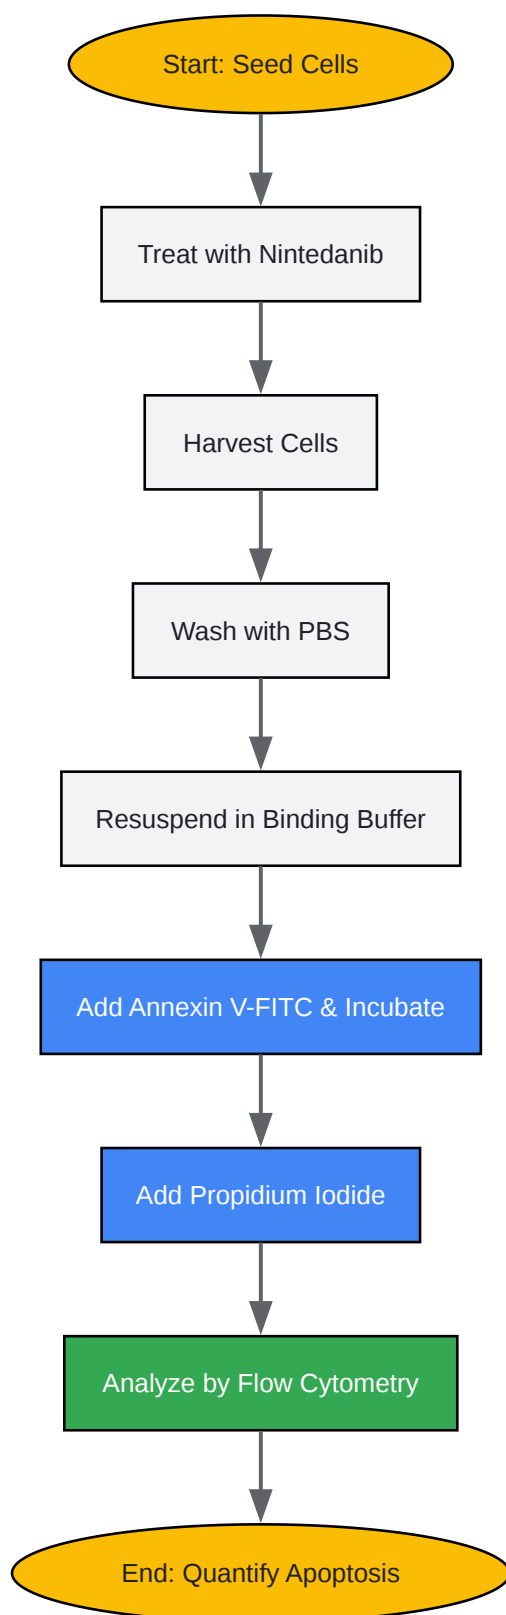 Start: Seed Cells
Treat with Nintedanib
Harvest Cells
Wash with PBS
Resuspend in Binding Buffer
Add Annexin V-FITC & Incubate
Add Propidium Iodide
Analyze by Flow Cytometry
End: Quantify Apoptosis